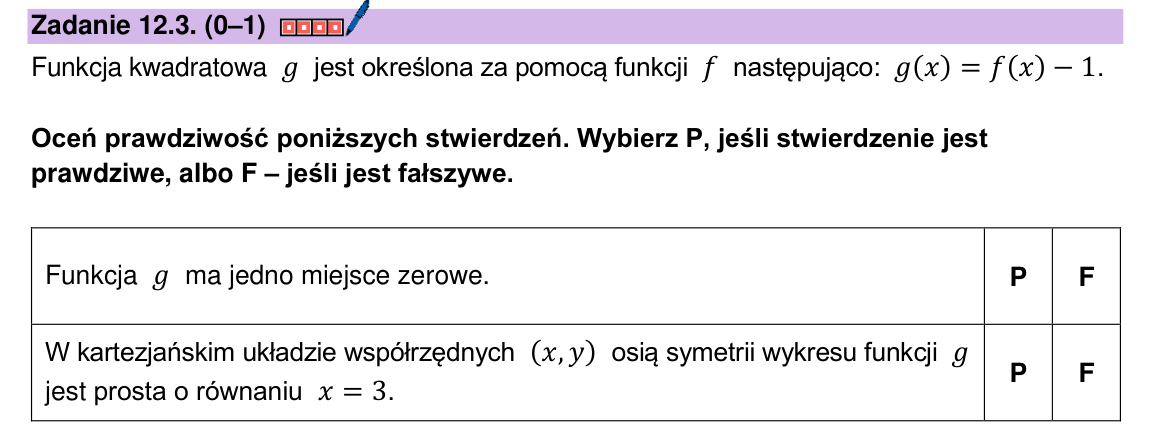 Zadanie 12.3. (0–1)
Funkcja kwadratowa g jest określona za pomocą funkcji f następująco: g(x) = f(x) − 1.
Oceń prawdziwość poniższych stwierdzeń. Wybierz P, jeśli stwierdzenie jest
prawdziwe, albo F – jeśli jest fałszywe.
Funkcja g ma jedno miejsce zerowe. P F
W kartezjańskim układzie współrzędnych (x, y) osią symetrii wykresu funkcji g
jest prosta o równaniu x = 3. P F